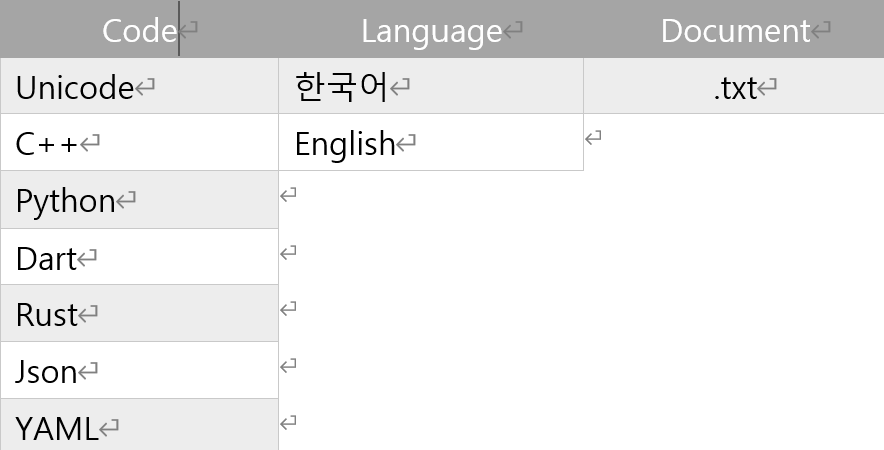 Code Language Document
Unicode 한국어 .txt
C++ English
Python
Dart
Rust
Json
YAML